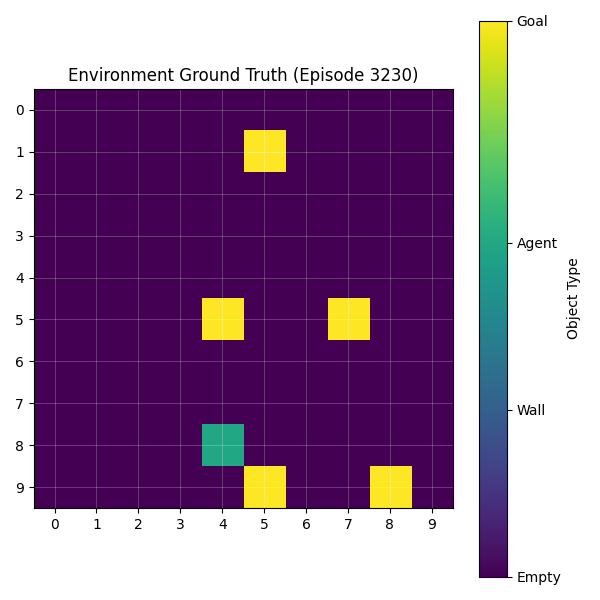 Environment Ground Truth (Episode 3230)
0
1
2
3
4
5
6
7
8
9
0 1 2 3 4 5 6 7 8 9
Goal
Agent
Wall
Empty
Object Type